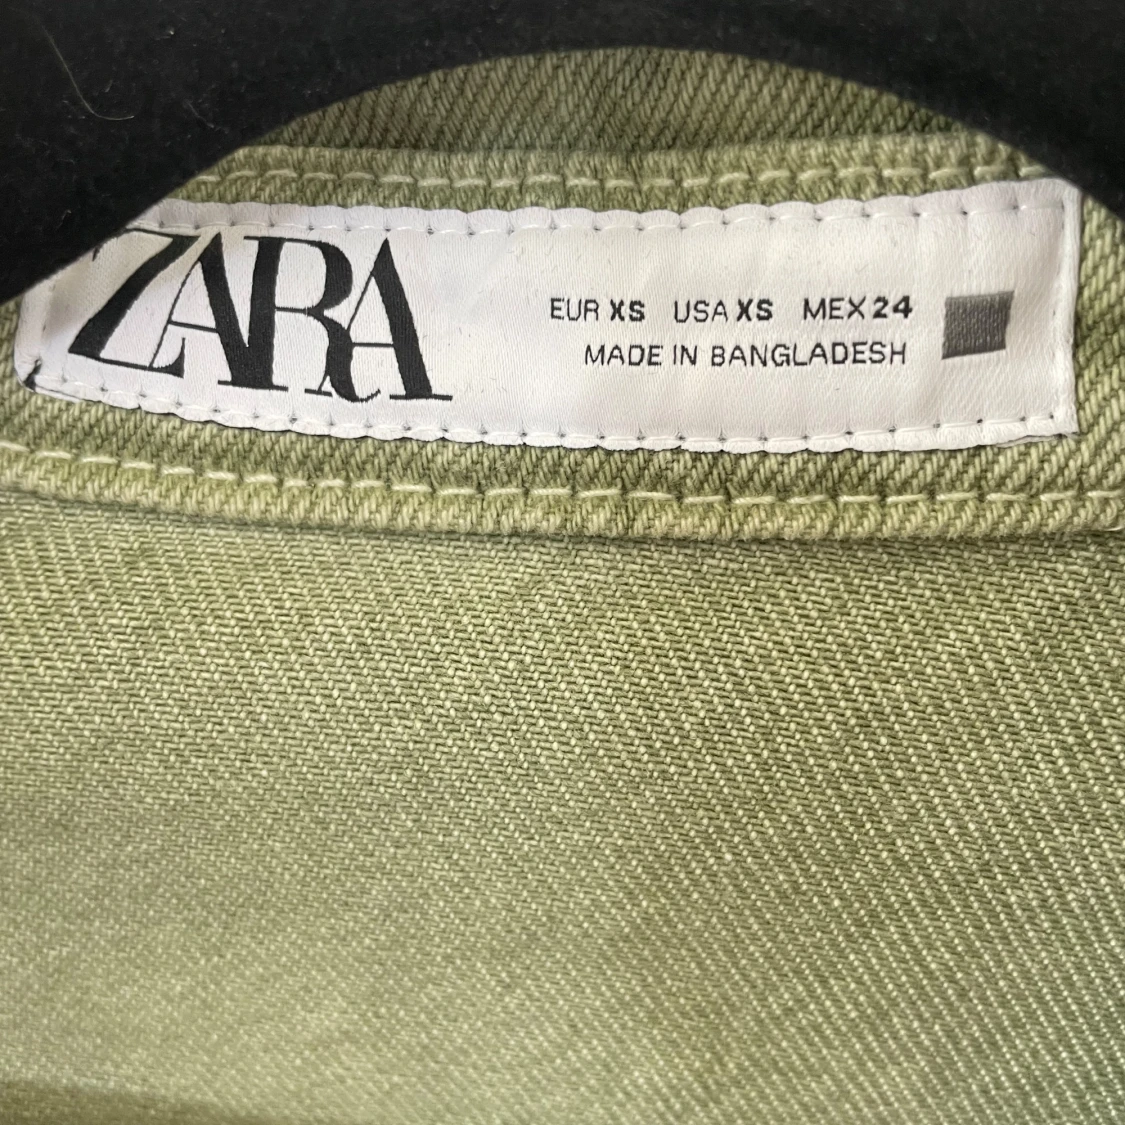 ZARA
EUR XS USA XS MEX 24
MADE IN BANGLADESH